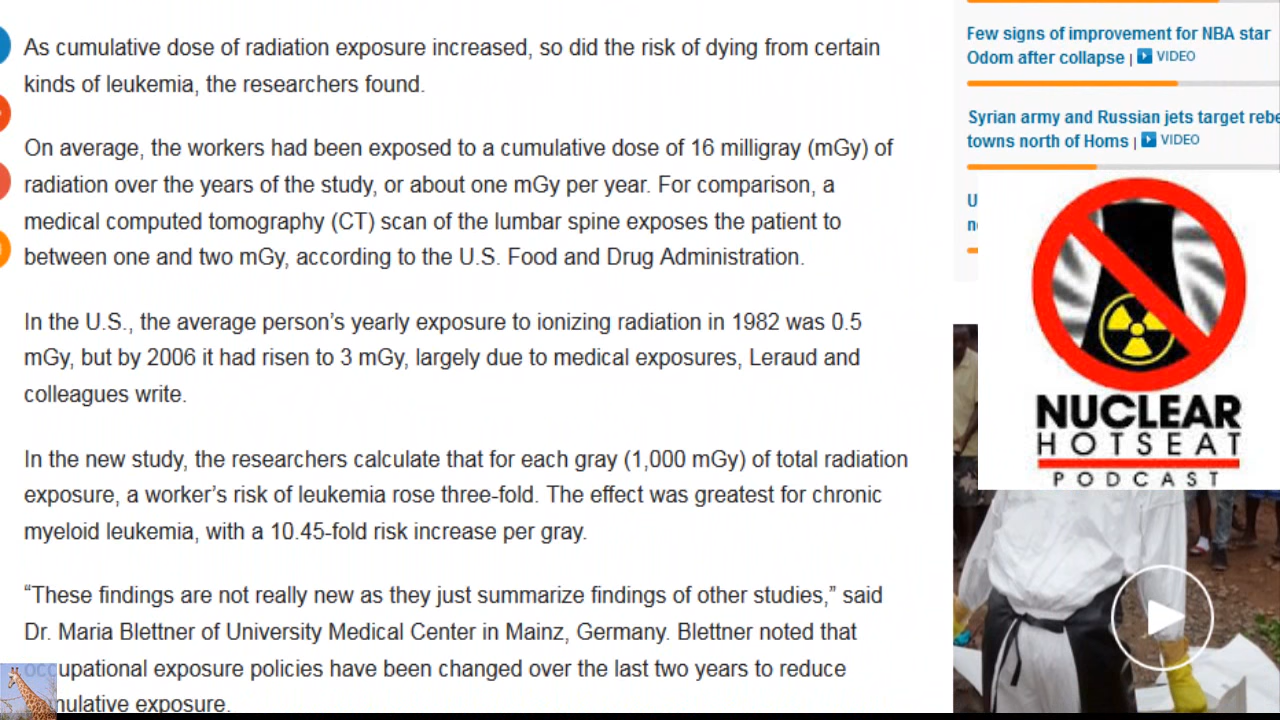 As cumulative dose of radiation exposure increased, so did the risk of dying from certain
kinds of leukemia, the researchers found.
On average, the workers had been exposed to a cumulative dose of 16 milligray (mGy) of
radiation over the years of the study, or about one mGy per year. For comparison, a
medical computed tomography (CT) scan of the lumbar spine exposes the patient to
between one and two mGy, according to the U.S. Food and Drug Administration.
In the U.S., the average person’s yearly exposure to ionizing radiation in 1982 was 0.5
mGy, but by 2006 it had risen to 3 mGy, largely due to medical exposures, Leraud and
colleagues write.
In the new study, the researchers calculate that for each gray (1,000 mGy) of total radiation
exposure, a worker’s risk of leukemia rose three-fold. The effect was greatest for chronic
myeloid leukemia, with a 10.45-fold risk increase per gray.
“These findings are not really new as they just summarize findings of other studies,” said
Dr. Maria Blettner of University Medical Center in Mainz, Germany. Blettner noted that
occupational exposure policies have been changed over the last two years to reduce
mulative exposure.
Few signs of improvement for NBA star
Odom after collapse | VIDEO
Syrian army and Russian jets target rebe
towns north of Homs | VIDEO
NUCLEAR
HOTSEAT
PODCAST